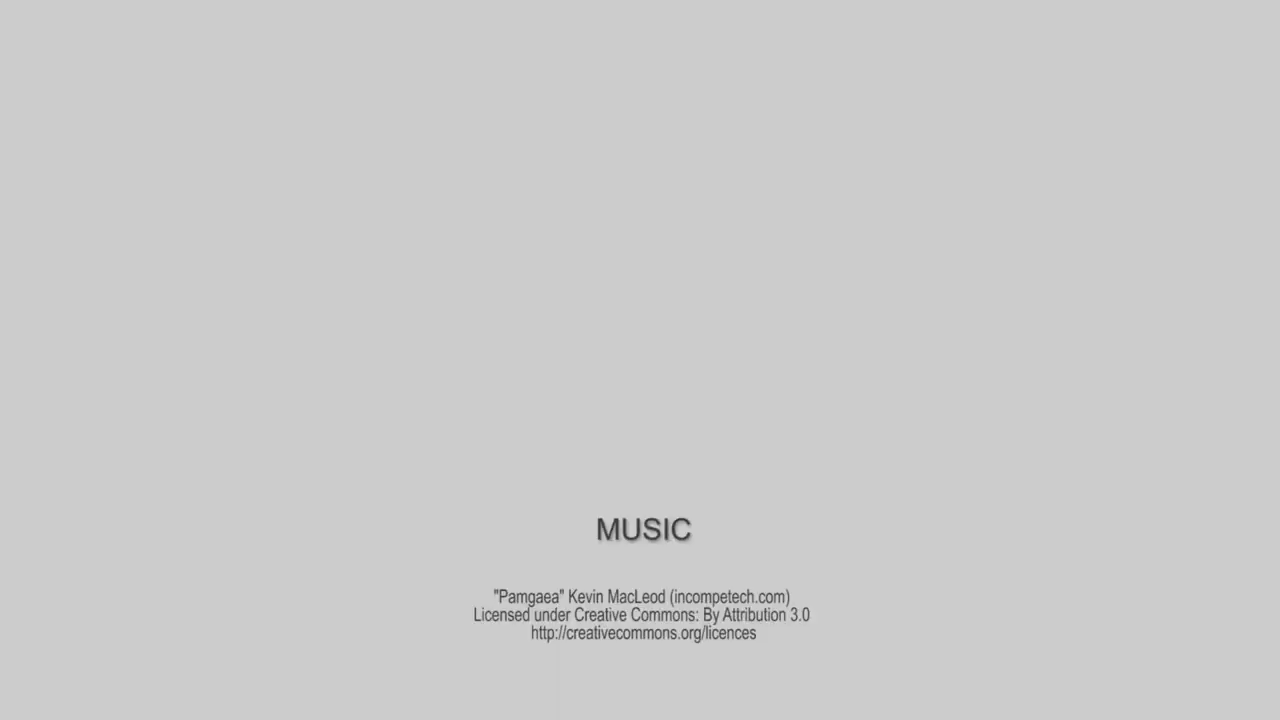 MUSIC
"Pamgaea" Kevin MacLeod (incompetech.com)
Licensed under Creative Commons: By Attribution 3.0
http://creativecommons.org/licences